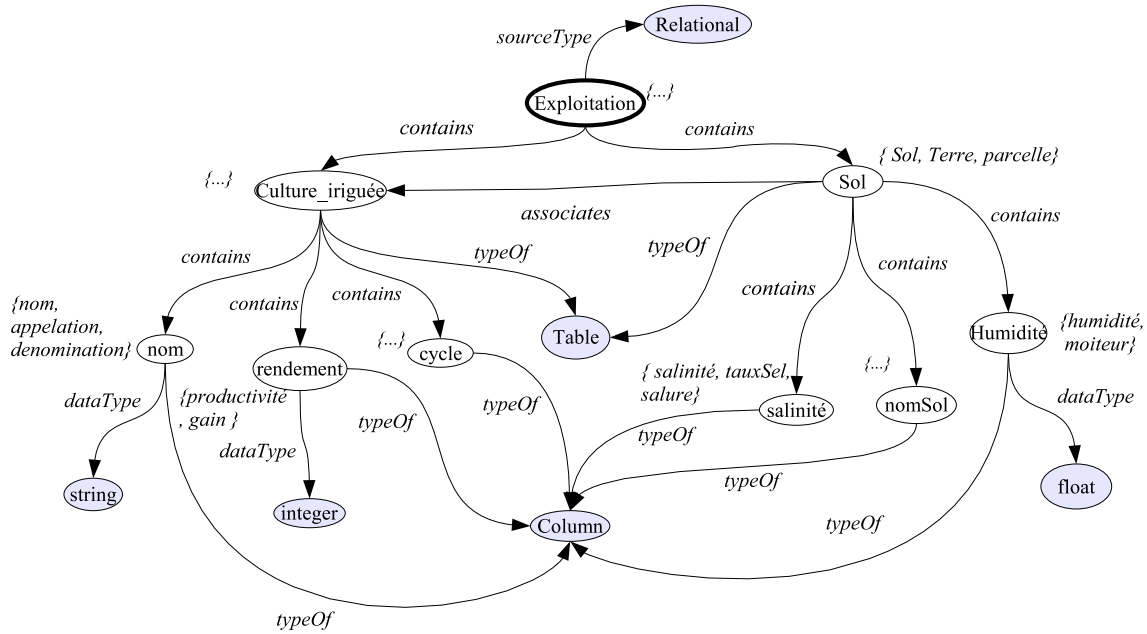 Relational
sourceType
Exploitation
{...}
contains
contains
{ Sol, Terre, parcelle}
{...}
Culture_iriguée
Sol
associates
contains
contains
contains
contains
typeOf
typeOf
contains
contains
{nom,
appelation,
denomination}
nom
{...}
cycle
Table
Humidité
{humidité,
moiteur}
rendement
{ salinité, tauxSel,
salure}
{...}
salinité
nomSol
dataType
{productivité
, gain }
typeOf
typeOf
typeOf
dataType
dataType
string
integer
typeOf
float
Column
typeOf
typeOf